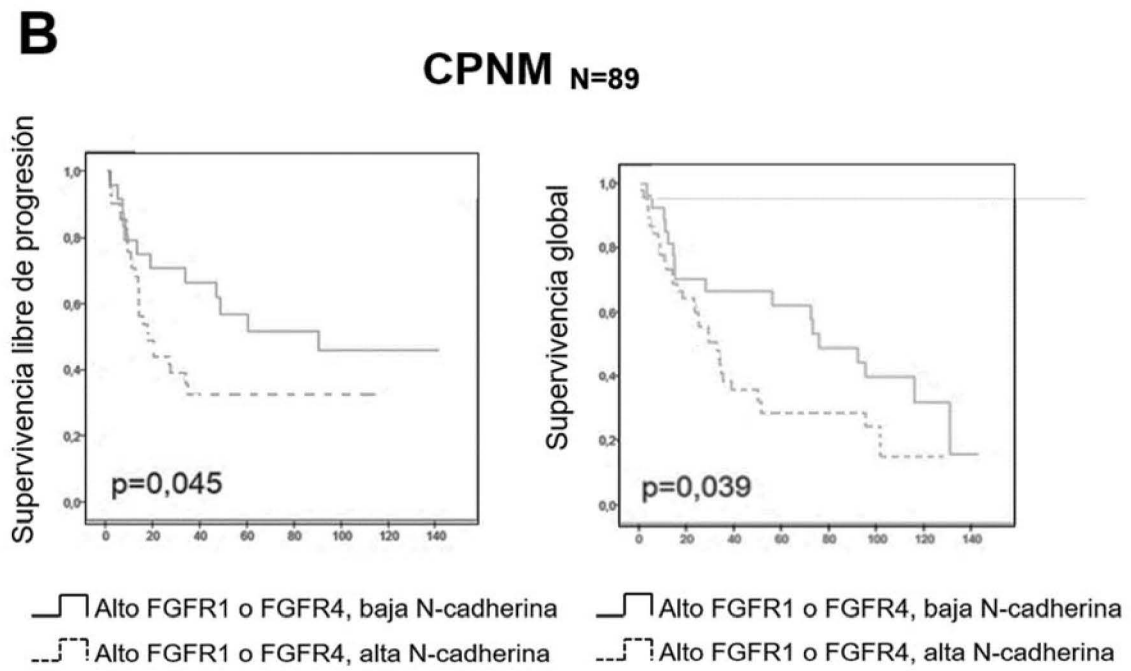 B
CPNM N=89
Supervivencia libre de progresión
1,0
0,8
0,6
0,4
0,2
0,0
p=0,045
0 20 40 60 80 100 120 140
Supervivencia global
1,0
0,8
0,6
0,4
0,2
0,0
p=0,039
0 20 40 60 80 100 120 140
Alto FGFR1 o FGFR4, baja N-cadherina
Alto FGFR1 o FGFR4, alta N-cadherina
Alto FGFR1 o FGFR4, baja N-cadherina
Alto FGFR1 o FGFR4, alta N-cadherina